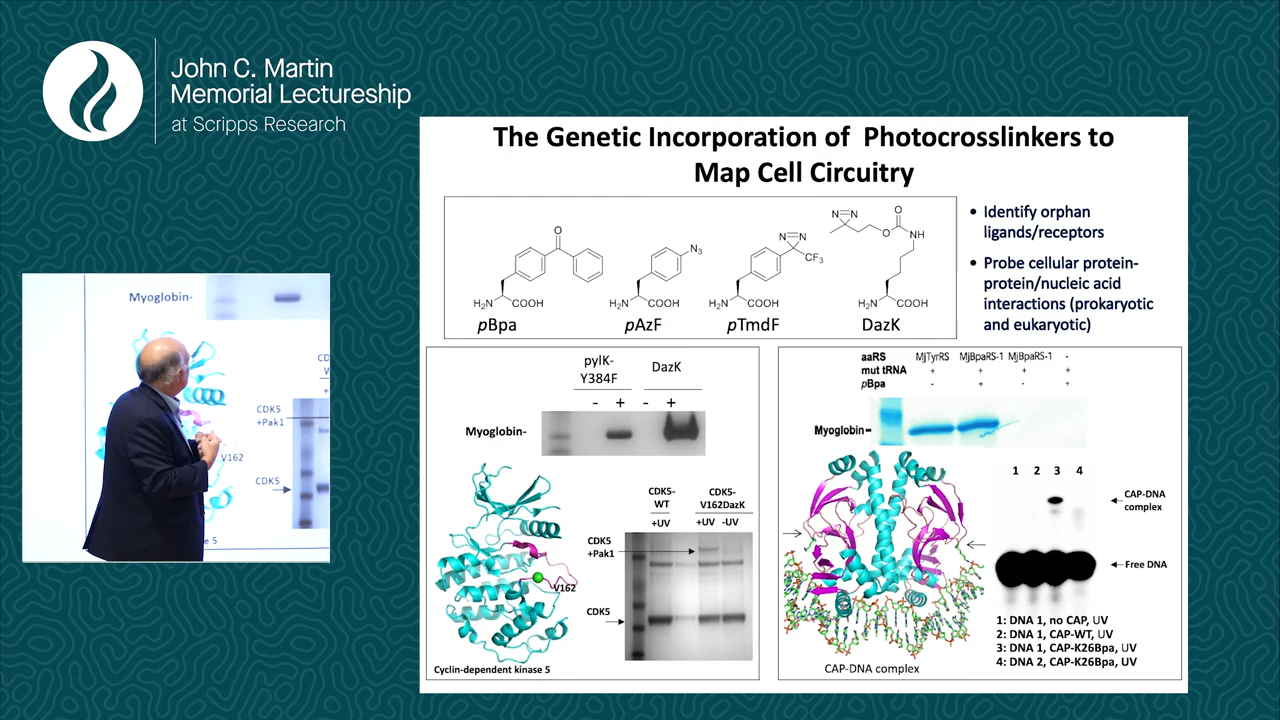 John C. Martin
Memorial Lectureship
at Scripps Research
The Genetic Incorporation of Photocrosslinkers to
Map Cell Circuitry
O
H2N COOH
pBpa
N3
H2N COOH
pAzF
N=N
CF3
H2N COOH
pTmdF
N=N
O
O NH
H2N COOH
DazK
• Identify orphan
ligands/receptors
• Probe cellular protein-
protein/nucleic acid
interactions (prokaryotic
and eukaryotic)
pylK-
Y384F
DazK
- + - +
Myoglobin-
CDK5-
WT
CDK5-
V162DazK
+UV +UV -UV
CDK5
+Pak1
CDK5
V162
Cyclin-dependent kinase 5
aaRS MjTyrRS MjBpaRS-1 MjBpaRS-1 -
mut tRNA + + + +
pBpa - + - +
Myoglobin-
1 2 3 4
CAP-DNA
complex
Free DNA
1: DNA 1, no CAP, UV
2: DNA 1, CAP-WT, UV
3: DNA 1, CAP-K26Bpa, UV
4: DNA 2, CAP-K26Bpa, UV
CAP-DNA complex
Myoglobin-
CD
V
+
CDK5
+Pak1
V162
CDK5
e 5